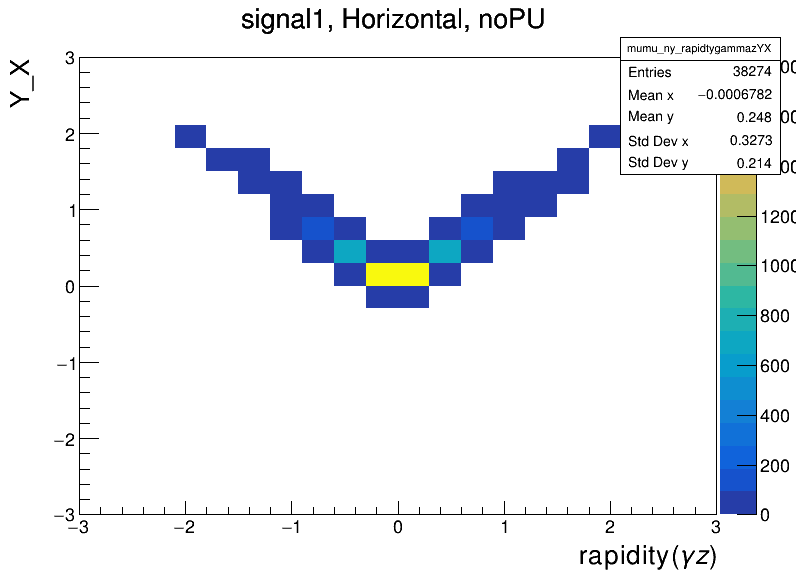 signal1, Horizontal, noPU
Y_X
mumu_ny_rapidtygammazYX
Entries 38274
Mean x −0.0006782
Mean y 0.248
Std Dev x 0.3273
Std Dev y 0.214
3
2
1
0
−1
−2
−3
−3 −2 −1 0 1 2 3
1200
1000
800
600
400
200
0
rapidity(γz)